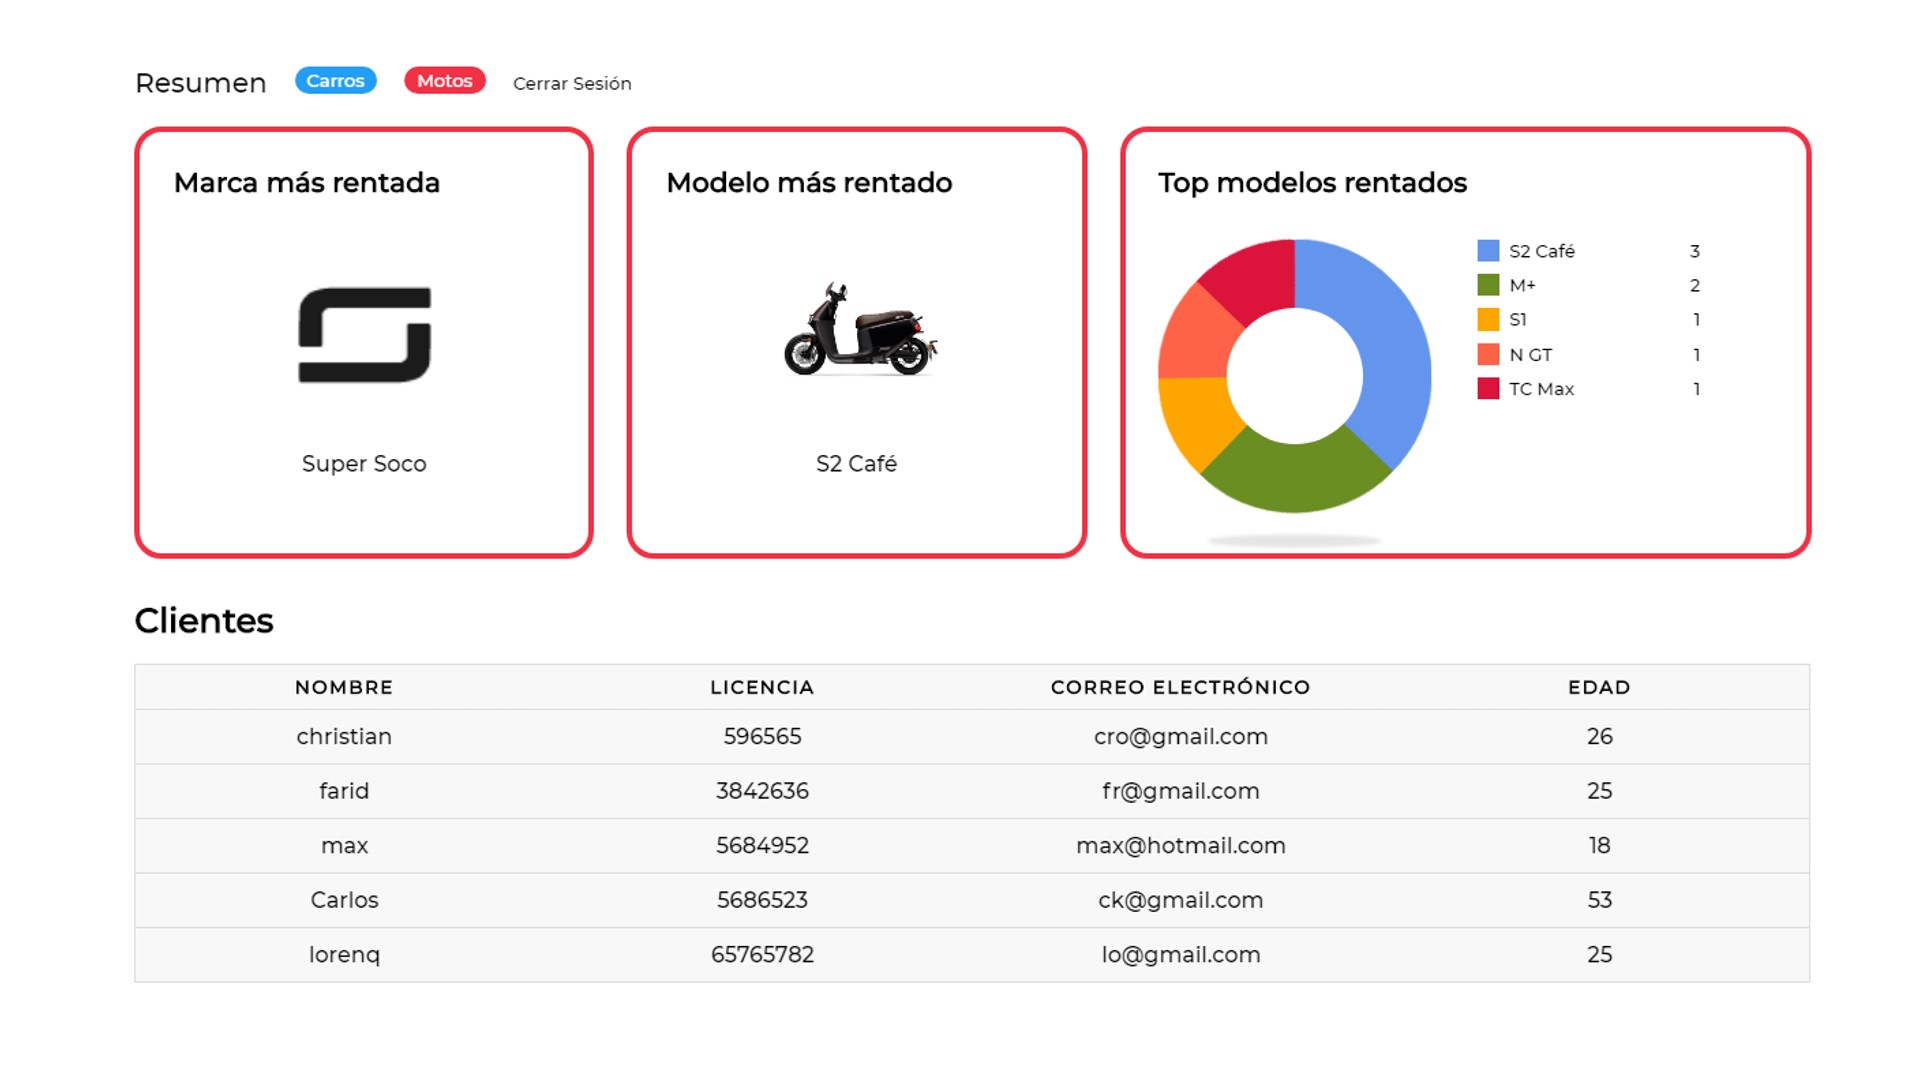 Resumen Carros Motos Cerrar Sesión
Marca más rentada
Super Soco
Modelo más rentado
S2 Café
Top modelos rentados
S2 Café 3
M+ 2
S1 1
N GT 1
TC Max 1
Clientes
NOMBRE LICENCIA CORREO ELECTRÓNICO EDAD
christian 596565 cro@gmail.com 26
farid 3842636 fr@gmail.com 25
max 5684952 max@hotmail.com 18
Carlos 5686523 ck@gmail.com 53
lorenq 65765782 lo@gmail.com 25